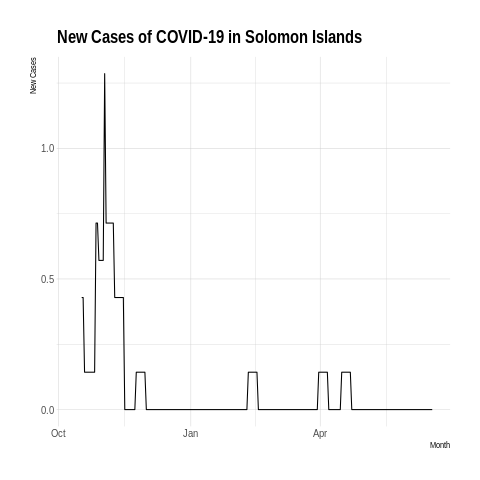 New Cases of COVID-19 in Solomon Islands
New Cases
1.0
0.5
0.0
Oct
Jan
Apr
Month